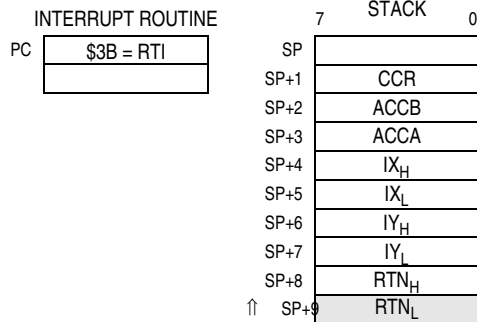 INTERRUPT ROUTINE
PC $3B = RTI
7 STACK 0
SP
SP+1 CCR
SP+2 ACCB
SP+3 ACCA
SP+4 IXH
SP+5 IXL
SP+6 IYH
SP+7 IYL
SP+8 RTNH
⇑ SP+9 RTNL